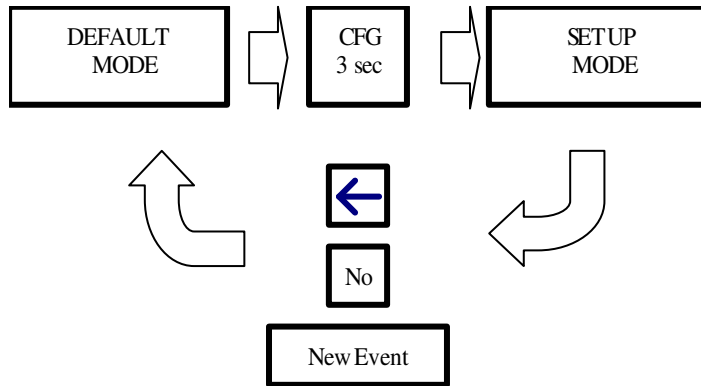 DEFAULT
MODE
CFG
3 sec
SETUP
MODE
No
New Event